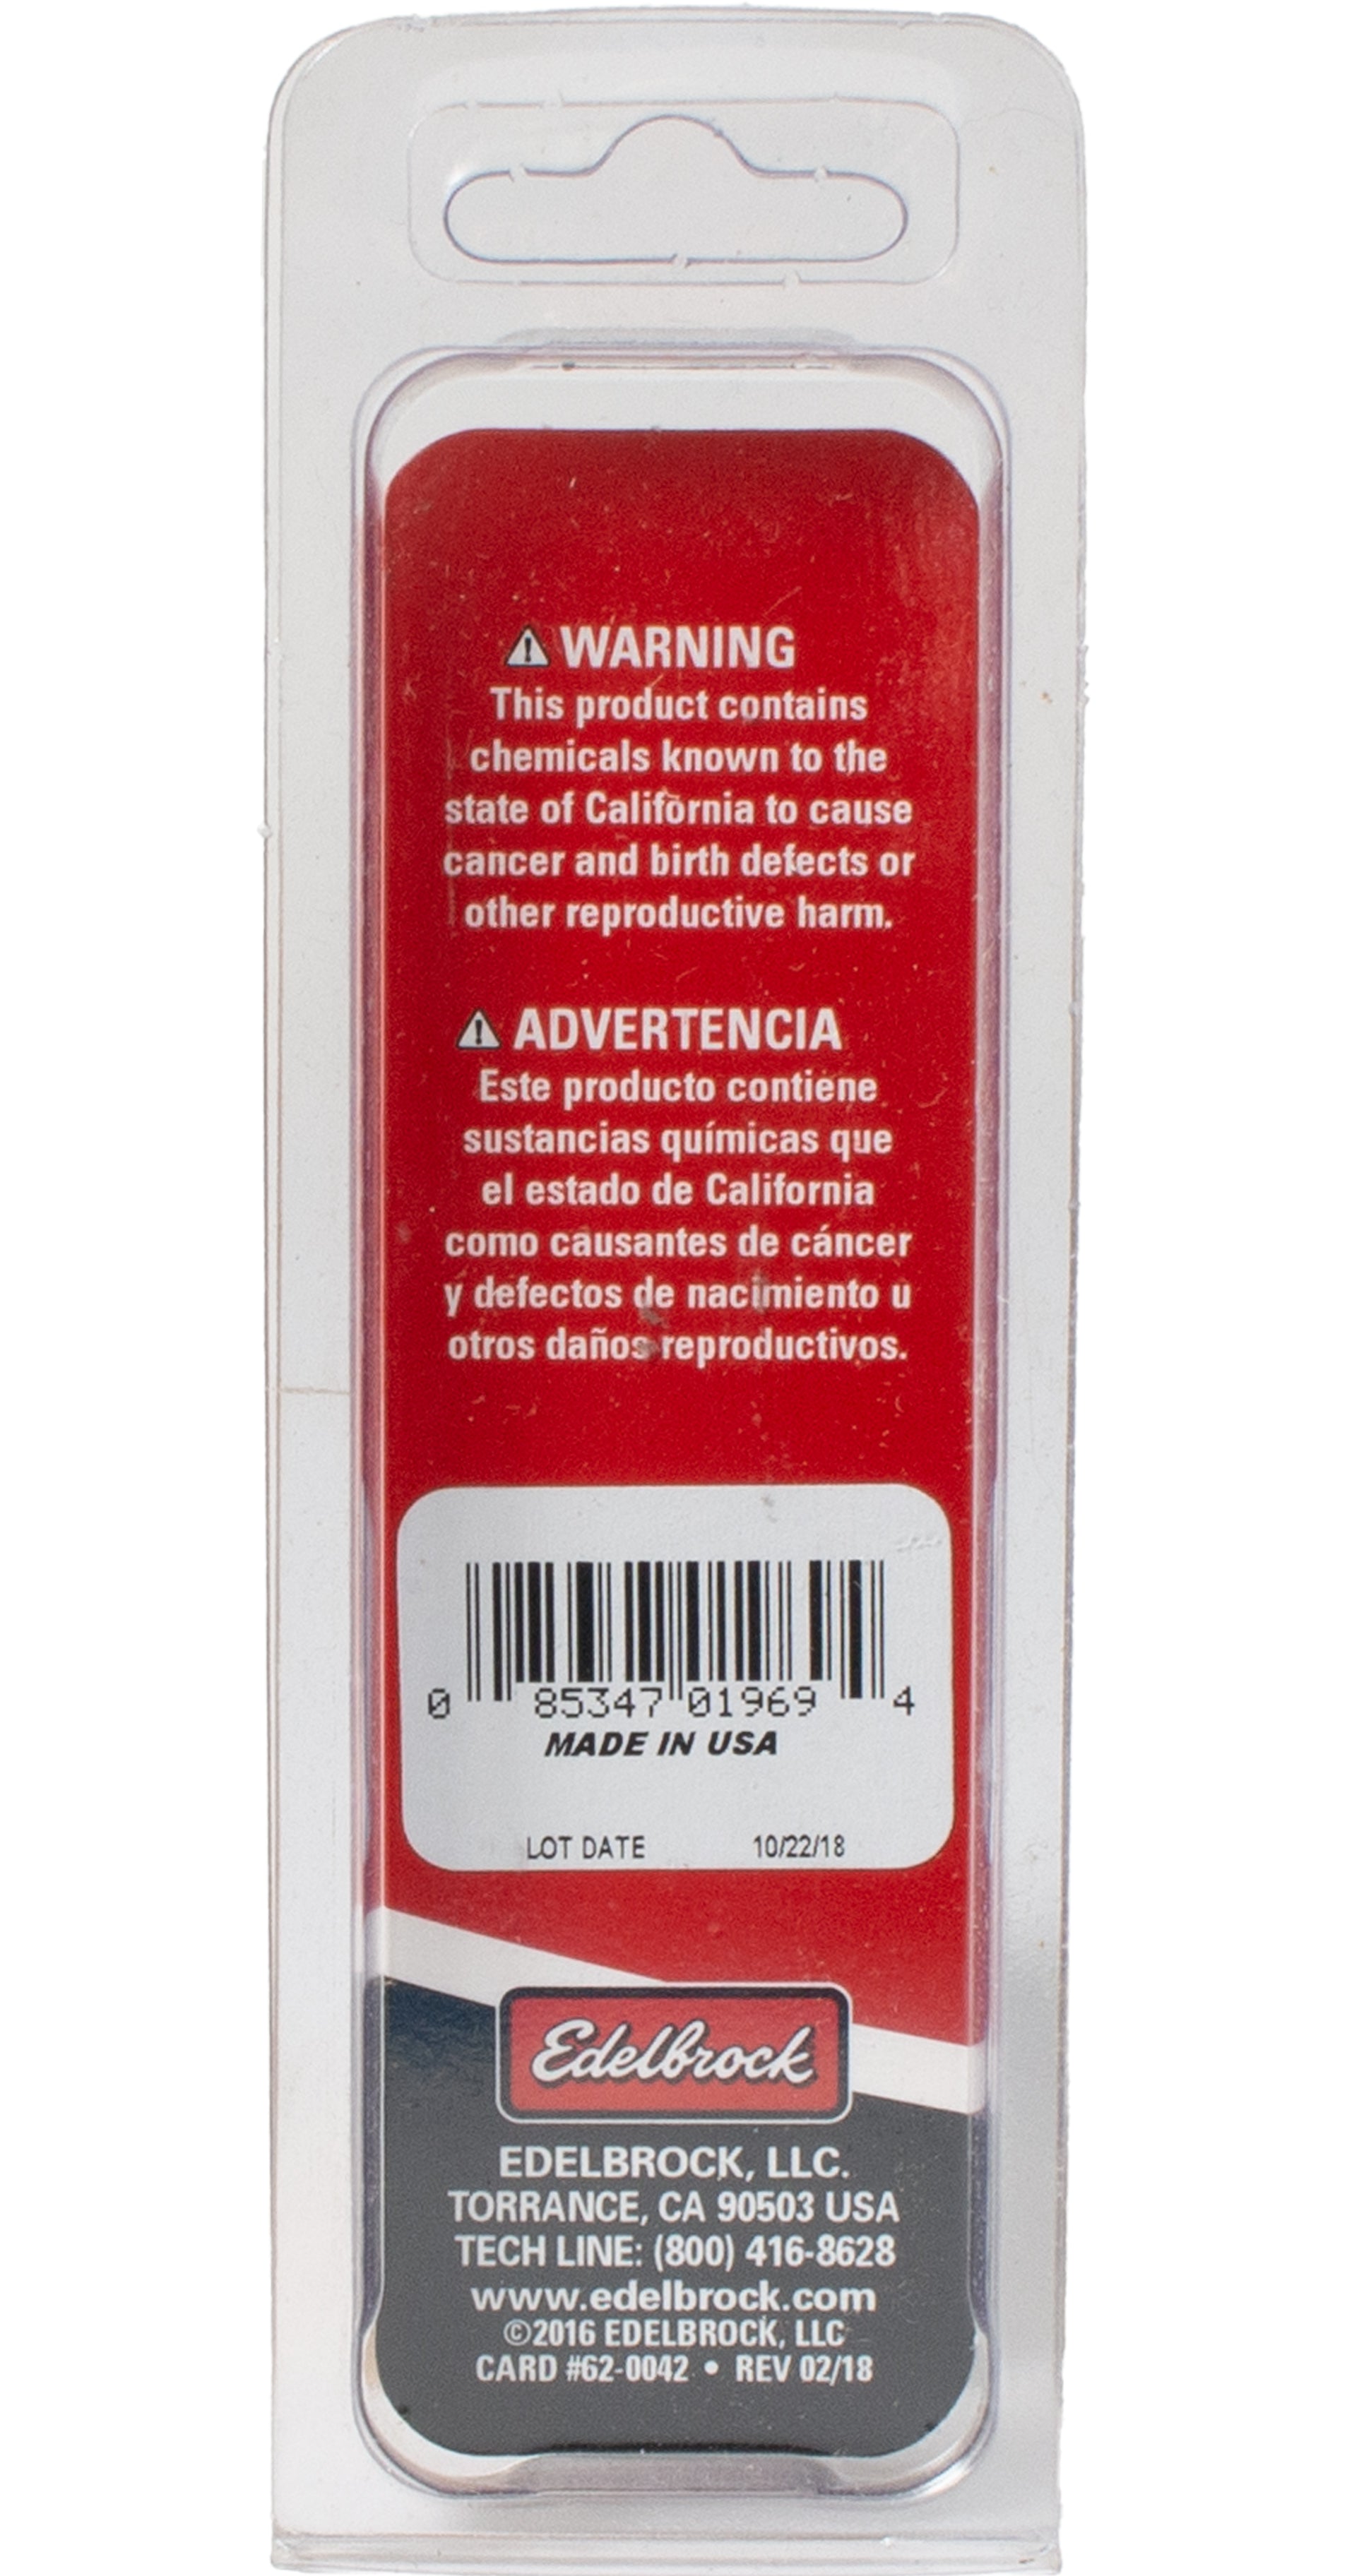 WARNING
This product contains
chemicals known to the
state of California to cause
cancer and birth defects or
other reproductive harm.
ADVERTENCIA
Este producto contiene
sustancias químicas que
el estado de California
como causantes de cáncer
y defectos de nacimiento u
otros daños reproductivos.
0 85347 01969 4
MADE IN USA
LOT DATE 10/22/18
Edelbrock
EDELBROCK, LLC.
TORRANCE, CA 90503 USA
TECH LINE: (800) 416-8628
www.edelbrock.com
©2016 EDELBROCK, LLC
CARD #62-0042 • REV 02/18